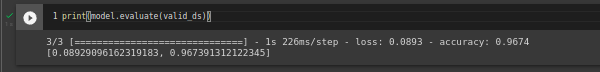 1 print(model.evaluate(valid_ds))
3/3 [==============================] - 1s 226ms/step - loss: 0.0893 - accuracy: 0.9674
[0.08929096162319183, 0.967391312122345]